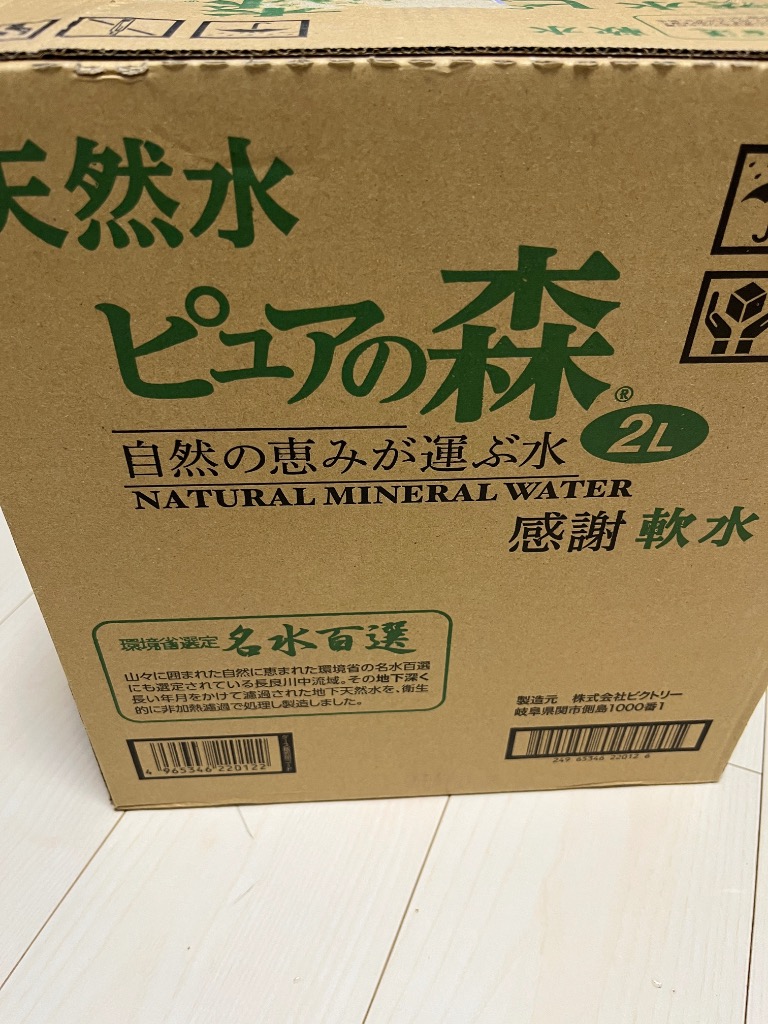 軟水
天然水
ピュアの森®
2L
自然の恵みが運ぶ水
NATURAL MINERAL WATER
感謝 軟水
環境省選定 名水百選
山々に囲まれた自然に恵まれた環境省の名水百選
にも選定されている長良川中流域。その地下深く
長い年月をかけて濾過された地下天然水を、衛生
的に非加熱濾過で処理し製造しました。
製造元 株式会社ビクトリー
岐阜県関市側島1000番1
4 965346 220122
249 65346 22012 6